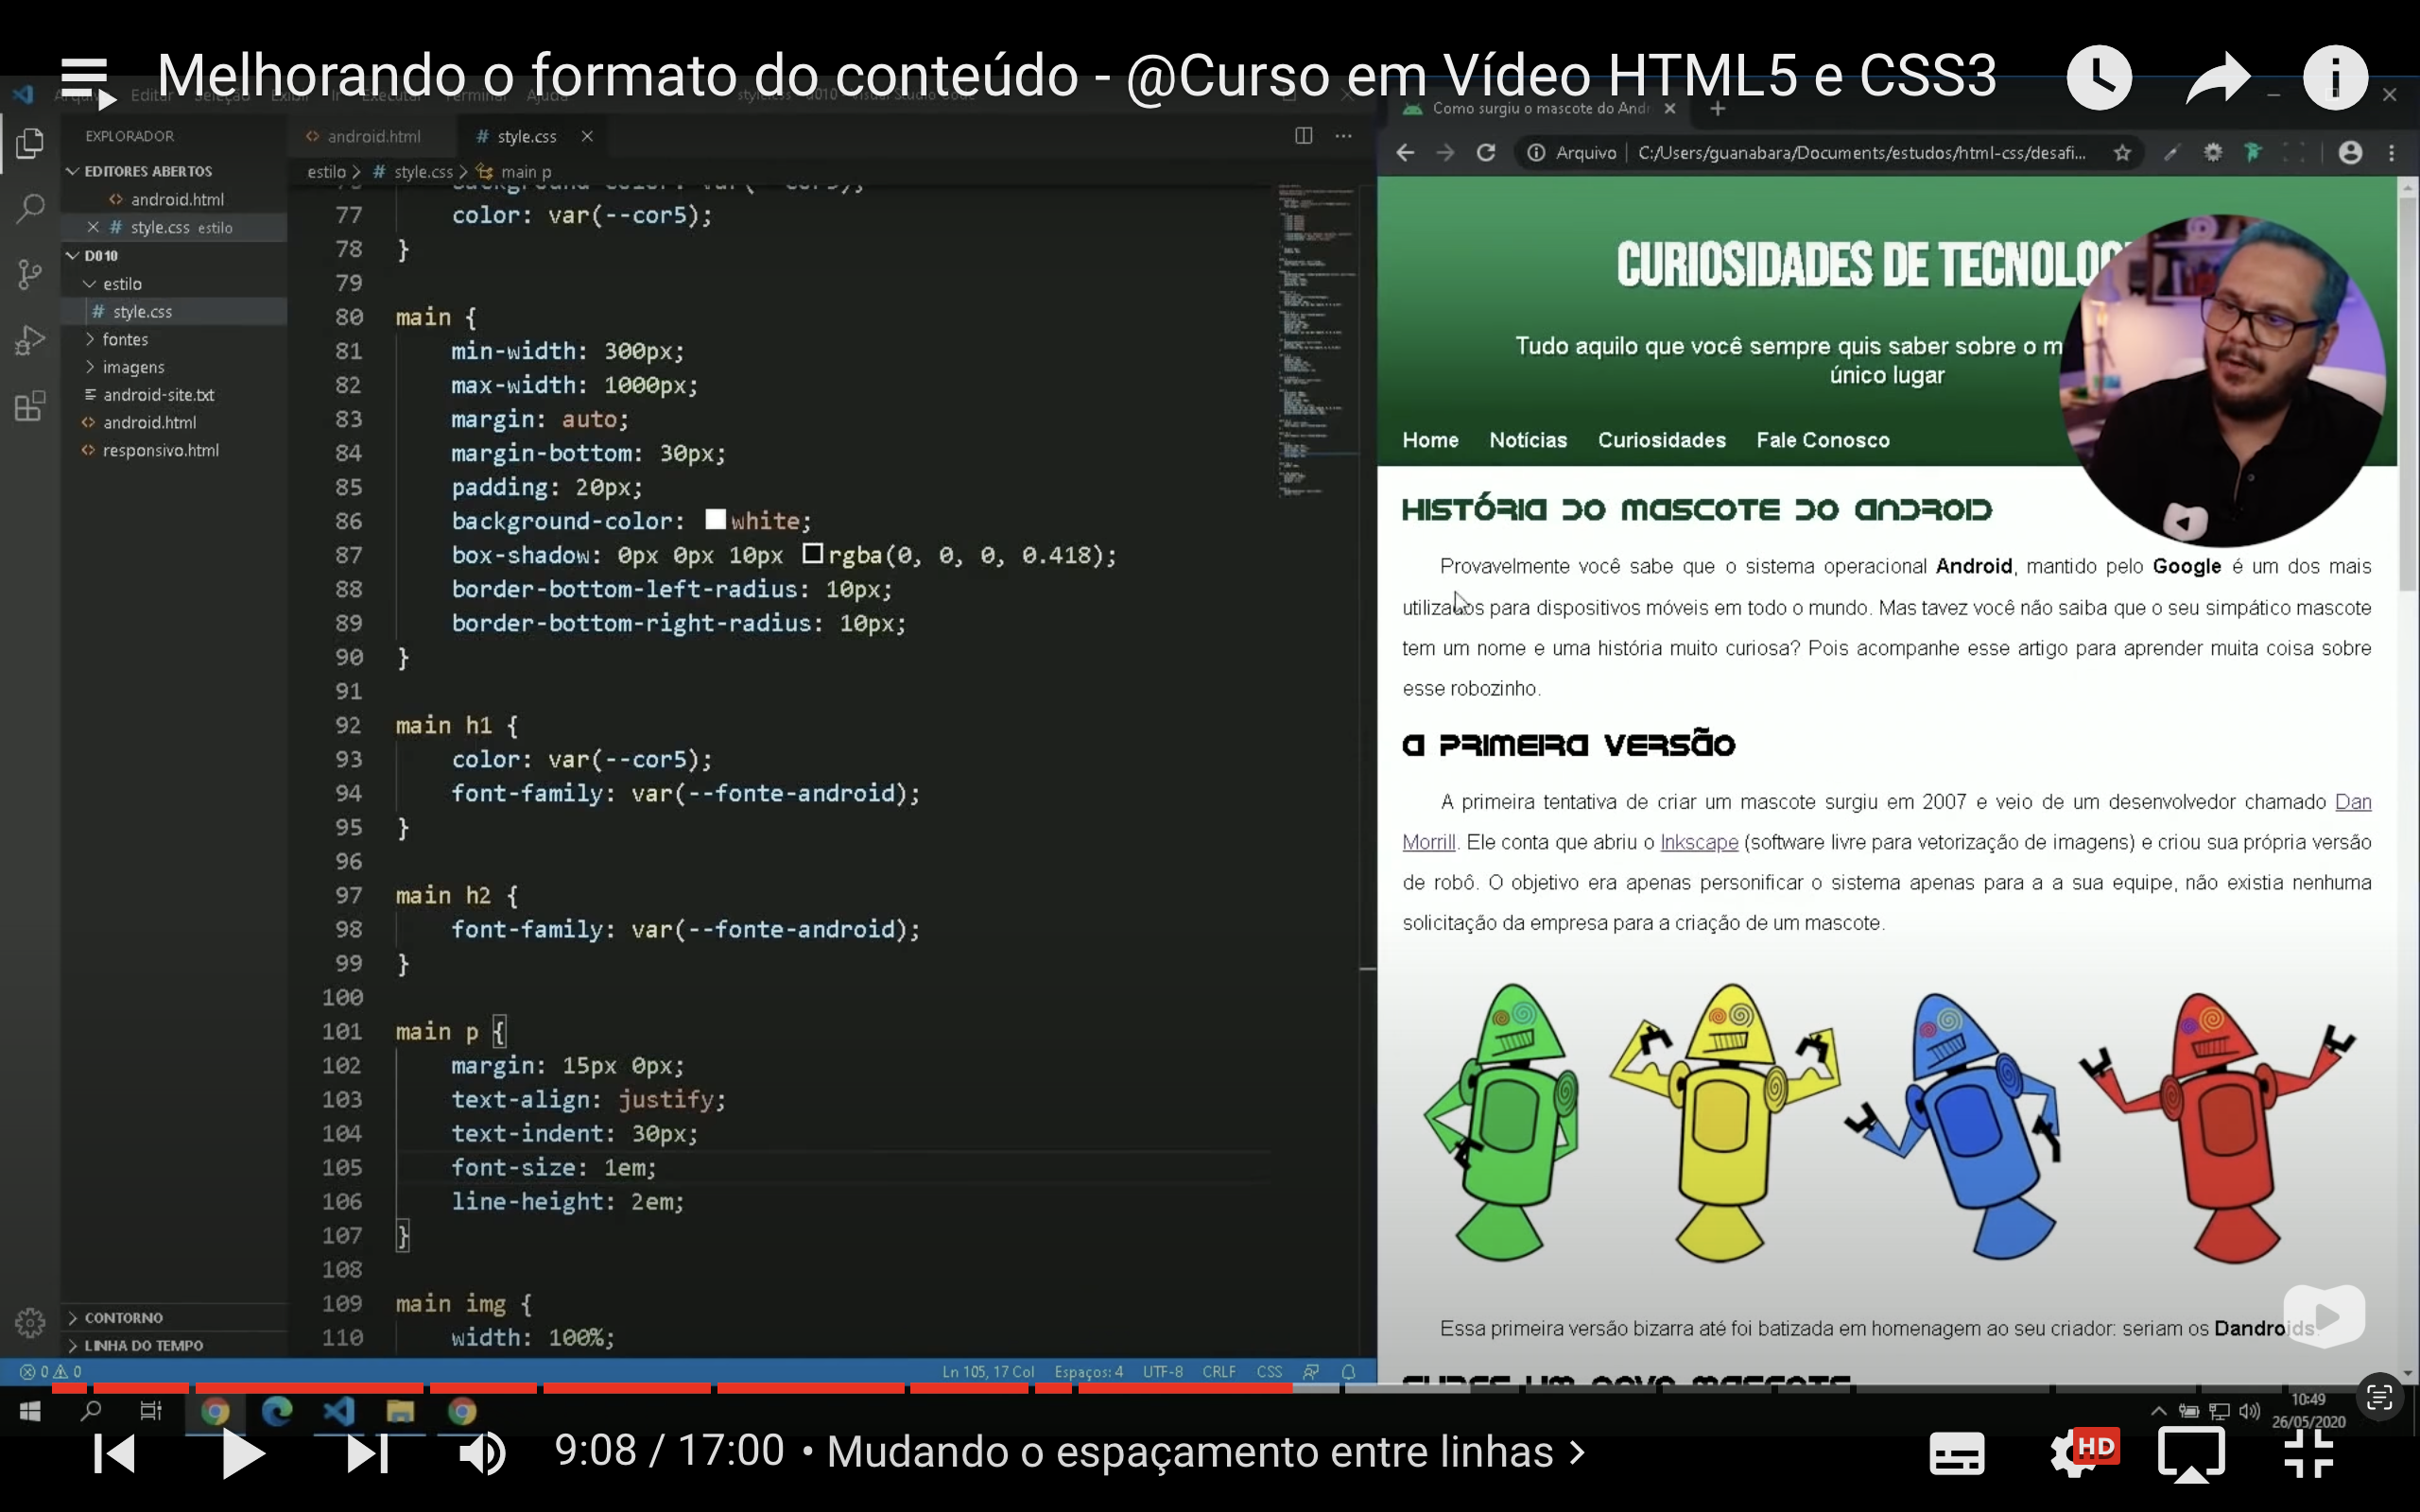 Melhorando o formato do conteúdo - @Curso em Vídeo HTML5 e CSS3
EXPLORADOR
EDITORES ABERTOS
android.html
# style.css estilo
D010
estilo
# style.css
fontes
imagens
android-site.txt
android.html
responsivo.html
CONTORNO
LINHA DO TEMPO
android.html
# style.css
estilo > # style.css > main p
77 color: var(--cor5);
78 }
79
80 main {
81 min-width: 300px;
82 max-width: 1000px;
83 margin: auto;
84 margin-bottom: 30px;
85 padding: 20px;
86 background-color: white;
87 box-shadow: 0px 0px 10px rgba(0, 0, 0, 0.418);
88 border-bottom-left-radius: 10px;
89 border-bottom-right-radius: 10px;
90 }
91
92 main h1 {
93 color: var(--cor5);
94 font-family: var(--fonte-android);
95 }
96
97 main h2 {
98 font-family: var(--fonte-android);
99 }
100
101 main p {
102 margin: 15px 0px;
103 text-align: justify;
104 text-indent: 30px;
105 font-size: 1em;
106 line-height: 2em;
107 }
108
109 main img {
110 width: 100%;
0 0
Ln 105, 17 Col Espaços: 4 UTF-8 CRLF CSS
Como surgiu o mascote do Andr
Arquivo | C:/Users/guanabara/Documents/estudos/html-css/desafi...
CURIOSIDADES DE TECNOLOG
Tudo aquilo que você sempre quis saber sobre o m
único lugar
Home Notícias Curiosidades Fale Conosco
HISTÓRIA DO MASCOTE DO ANDROID
Provavelmente você sabe que o sistema operacional Android, mantido pelo Google é um dos mais
utilizados para dispositivos móveis em todo o mundo. Mas tavez você não saiba que o seu simpático mascote
tem um nome e uma história muito curiosa? Pois acompanhe esse artigo para aprender muita coisa sobre
esse robozinho.
A PRIMEIRA VERSÃO
A primeira tentativa de criar um mascote surgiu em 2007 e veio de um desenvolvedor chamado Dan
Morrill. Ele conta que abriu o Inkscape (software livre para vetorização de imagens) e criou sua própria versão
de robô. O objetivo era apenas personificar o sistema apenas para a a sua equipe, não existia nenhuma
solicitação da empresa para a criação de um mascote.
Essa primeira versão bizarra até foi batizada em homenagem ao seu criador: seriam os Dandroids.
10:49
26/05/2020
9:08 / 17:00 • Mudando o espaçamento entre linhas >
HD